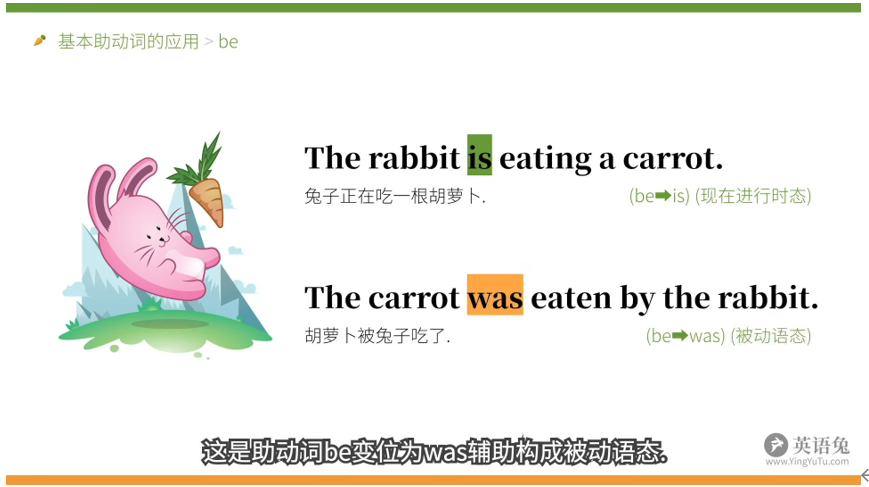 基本助动词的应用 > be
The rabbit is eating a carrot.
兔子正在吃一根胡萝卜.
(be➡is) (现在进行时态)
The carrot was eaten by the rabbit.
胡萝卜被兔子吃了.
(be➡was) (被动语态)
这是助动词be变位为was辅助构成被动语态.
英语兔
www.YingYuTu.com